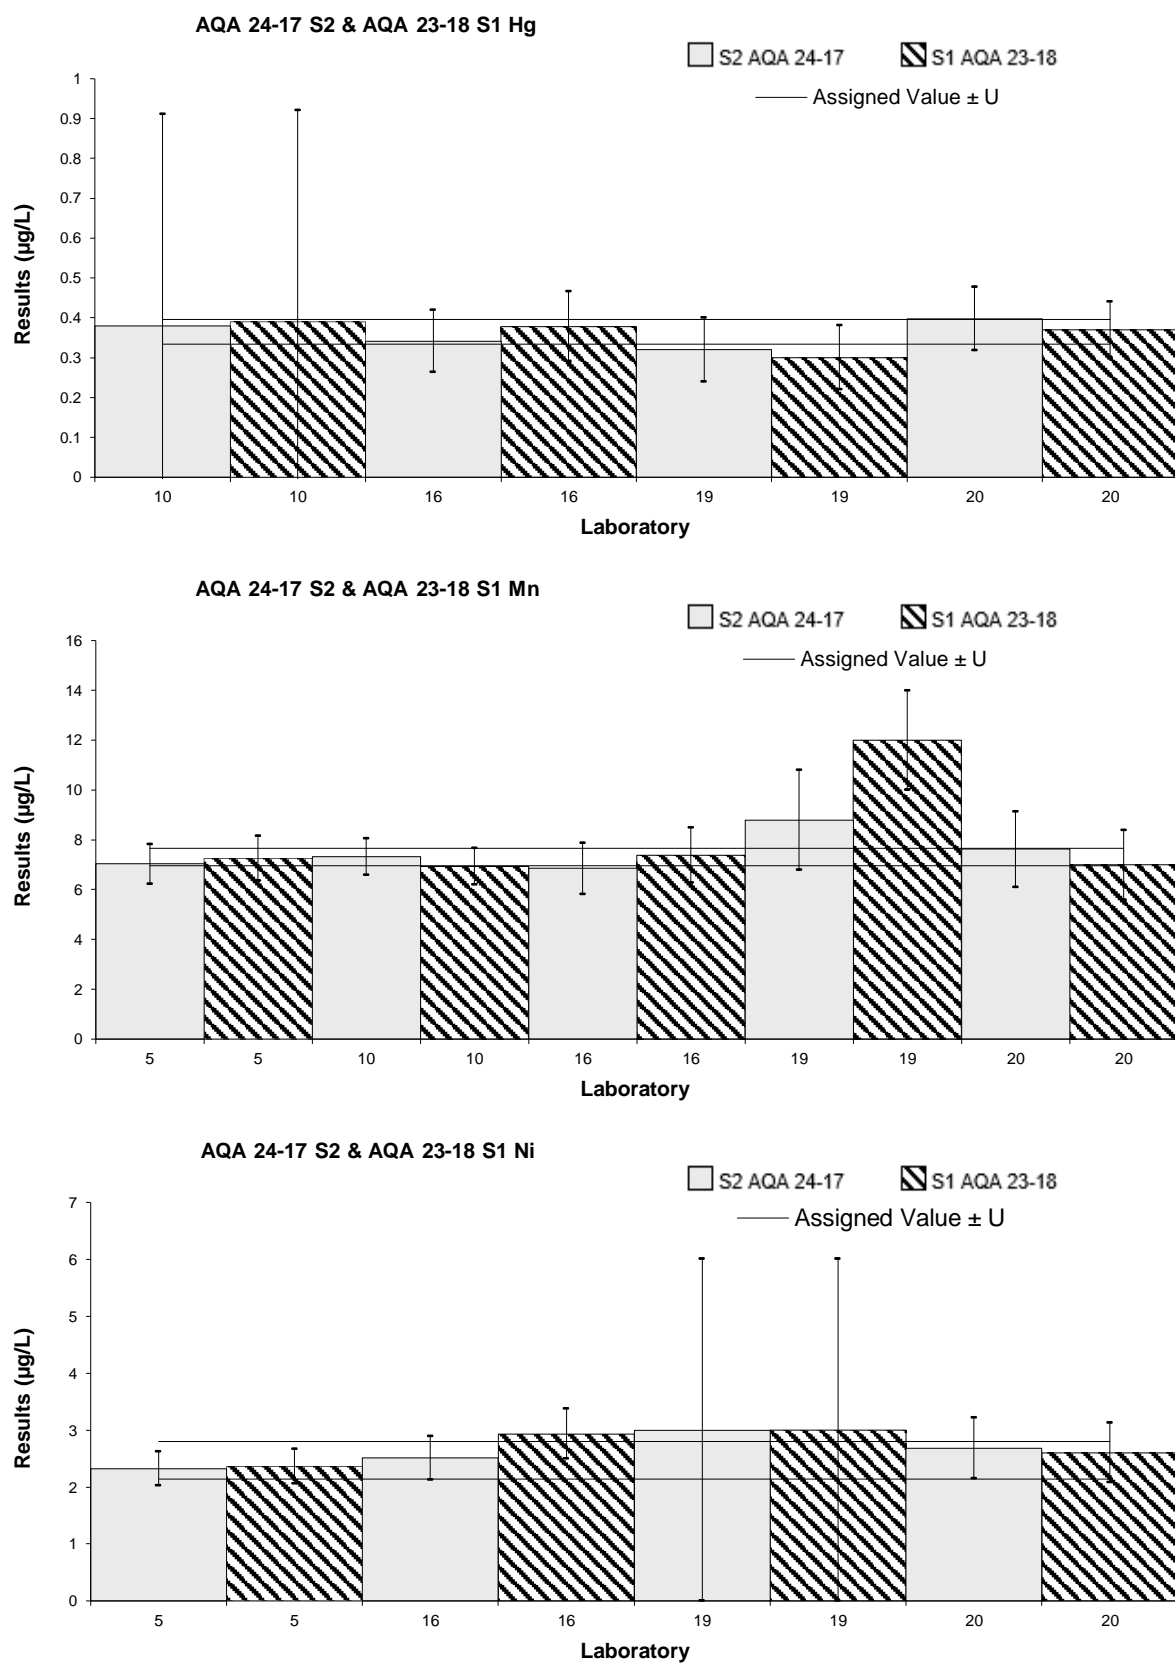 AQA 24-17 S2 & AQA 23-18 S1 Hg
S2 AQA 24-17 S1 AQA 23-18
Assigned Value ± U
Results (µg/L)
1
0.9
0.8
0.7
0.6
0.5
0.4
0.3
0.2
0.1
0
10 10 16 16 19 19 20 20
Laboratory
AQA 24-17 S2 & AQA 23-18 S1 Mn
S2 AQA 24-17 S1 AQA 23-18
Assigned Value ± U
Results (µg/L)
16
14
12
10
8
6
4
2
0
5 5 10 10 16 16 19 19 20 20
Laboratory
AQA 24-17 S2 & AQA 23-18 S1 Ni
S2 AQA 24-17 S1 AQA 23-18
Assigned Value ± U
Results (µg/L)
7
6
5
4
3
2
1
0
5 5 16 16 19 19 20 20
Laboratory